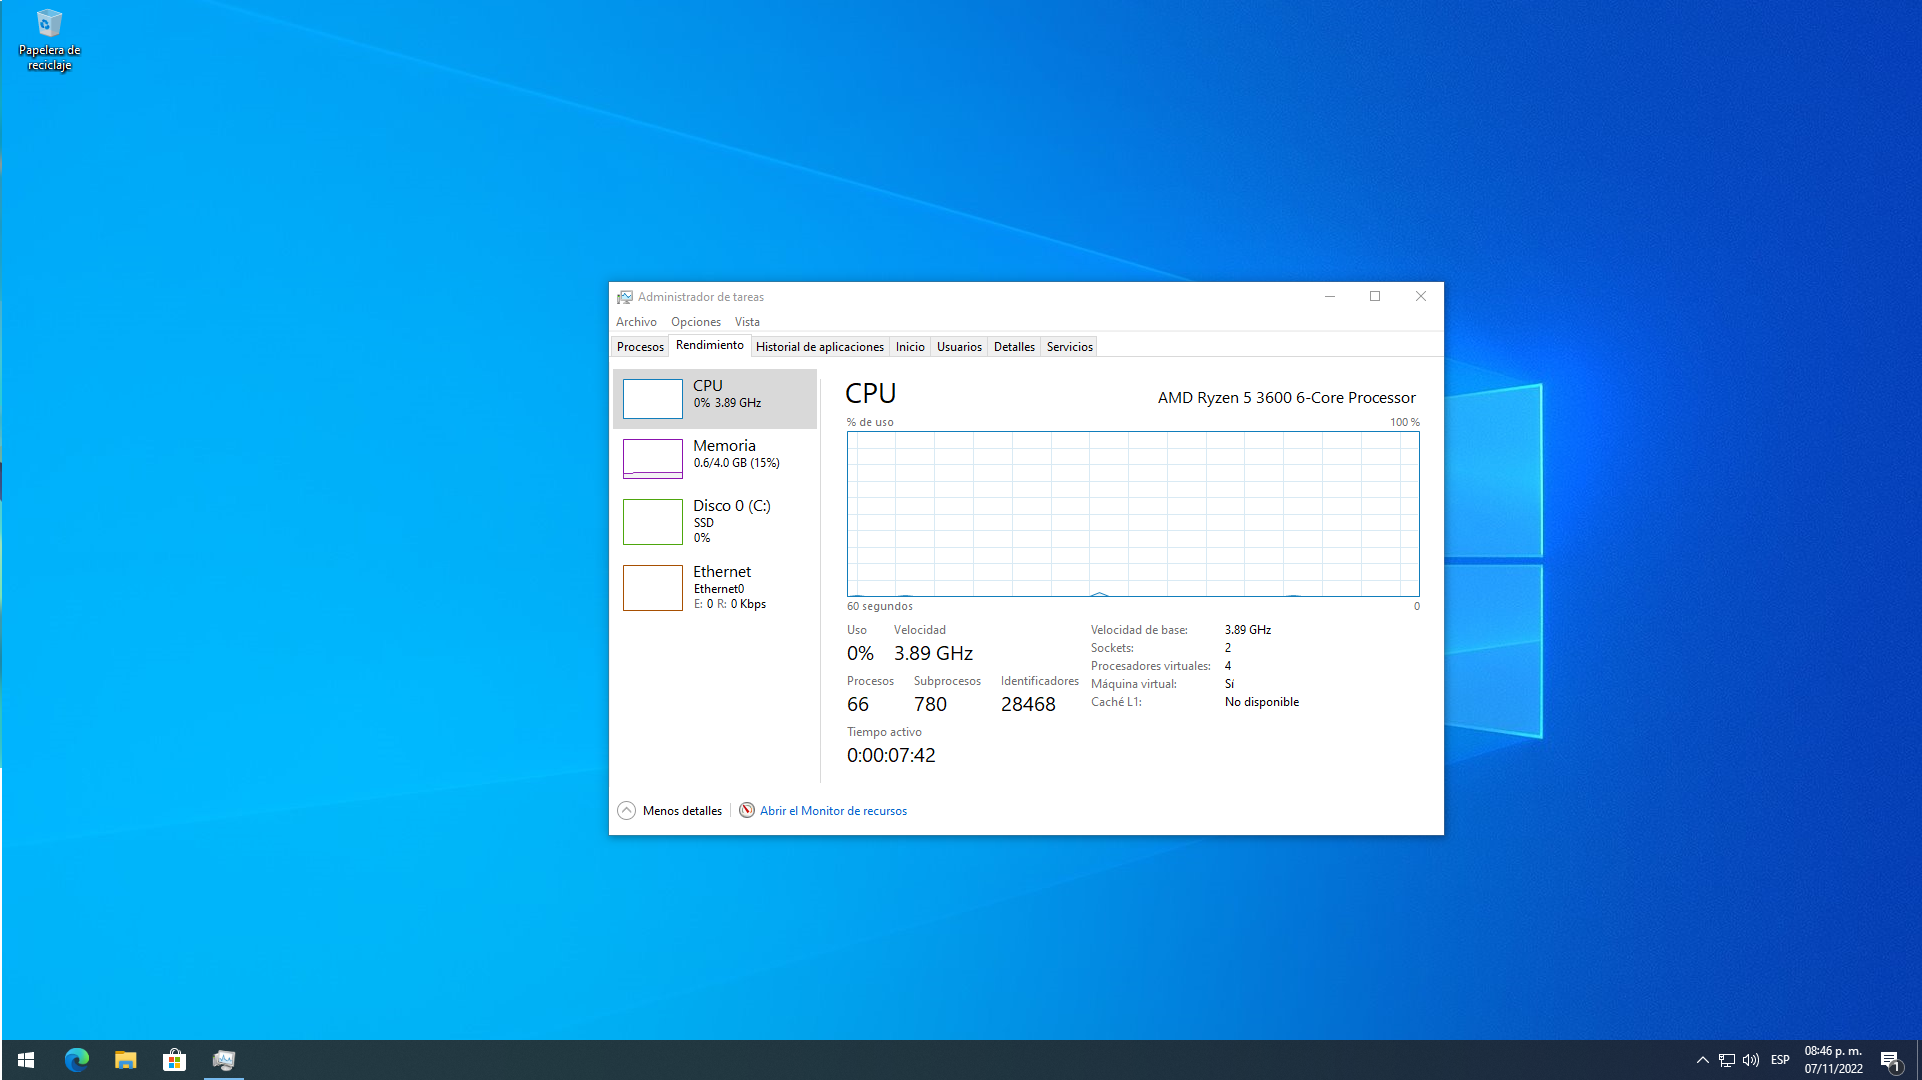 Papelera de
reciclaje
Administrador de tareas
Archivo Opciones Vista
Procesos Rendimiento Historial de aplicaciones Inicio Usuarios Detalles Servicios
CPU
0% 3.89 GHz
Memoria
0.6/4.0 GB (15%)
Disco 0 (C:)
SSD
0%
Ethernet
Ethernet0
E: 0 R: 0 Kbps
CPU AMD Ryzen 5 3600 6-Core Processor
% de uso 100 %
60 segundos 0
Uso Velocidad
0% 3.89 GHz
Procesos Subprocesos Identificadores
66 780 28468
Tiempo activo
0:00:07:42
Velocidad de base: 3.89 GHz
Sockets: 2
Procesadores virtuales: 4
Máquina virtual: Sí
Caché L1: No disponible
Menos detalles Abrir el Monitor de recursos
ESP
08:46 p. m.
07/11/2022
1